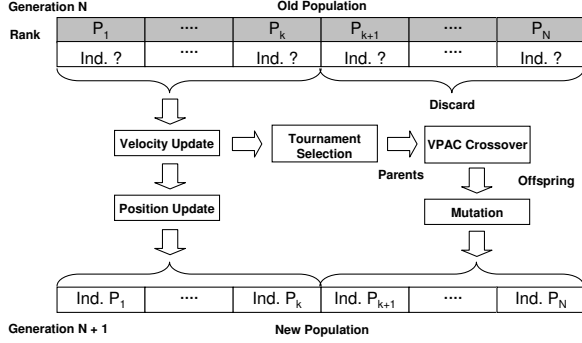 Generation N Old Population
Rank P1 .... Pk Pk+1 .... PN
Ind. ? .... Ind. ? Ind. ? .... Ind. ?
Discard
Velocity Update Tournament Selection VPAC Crossover
Parents Offspring
Position Update Mutation
Ind. P1 .... Ind. Pk Ind. Pk+1 .... Ind. PN
Generation N + 1 New Population